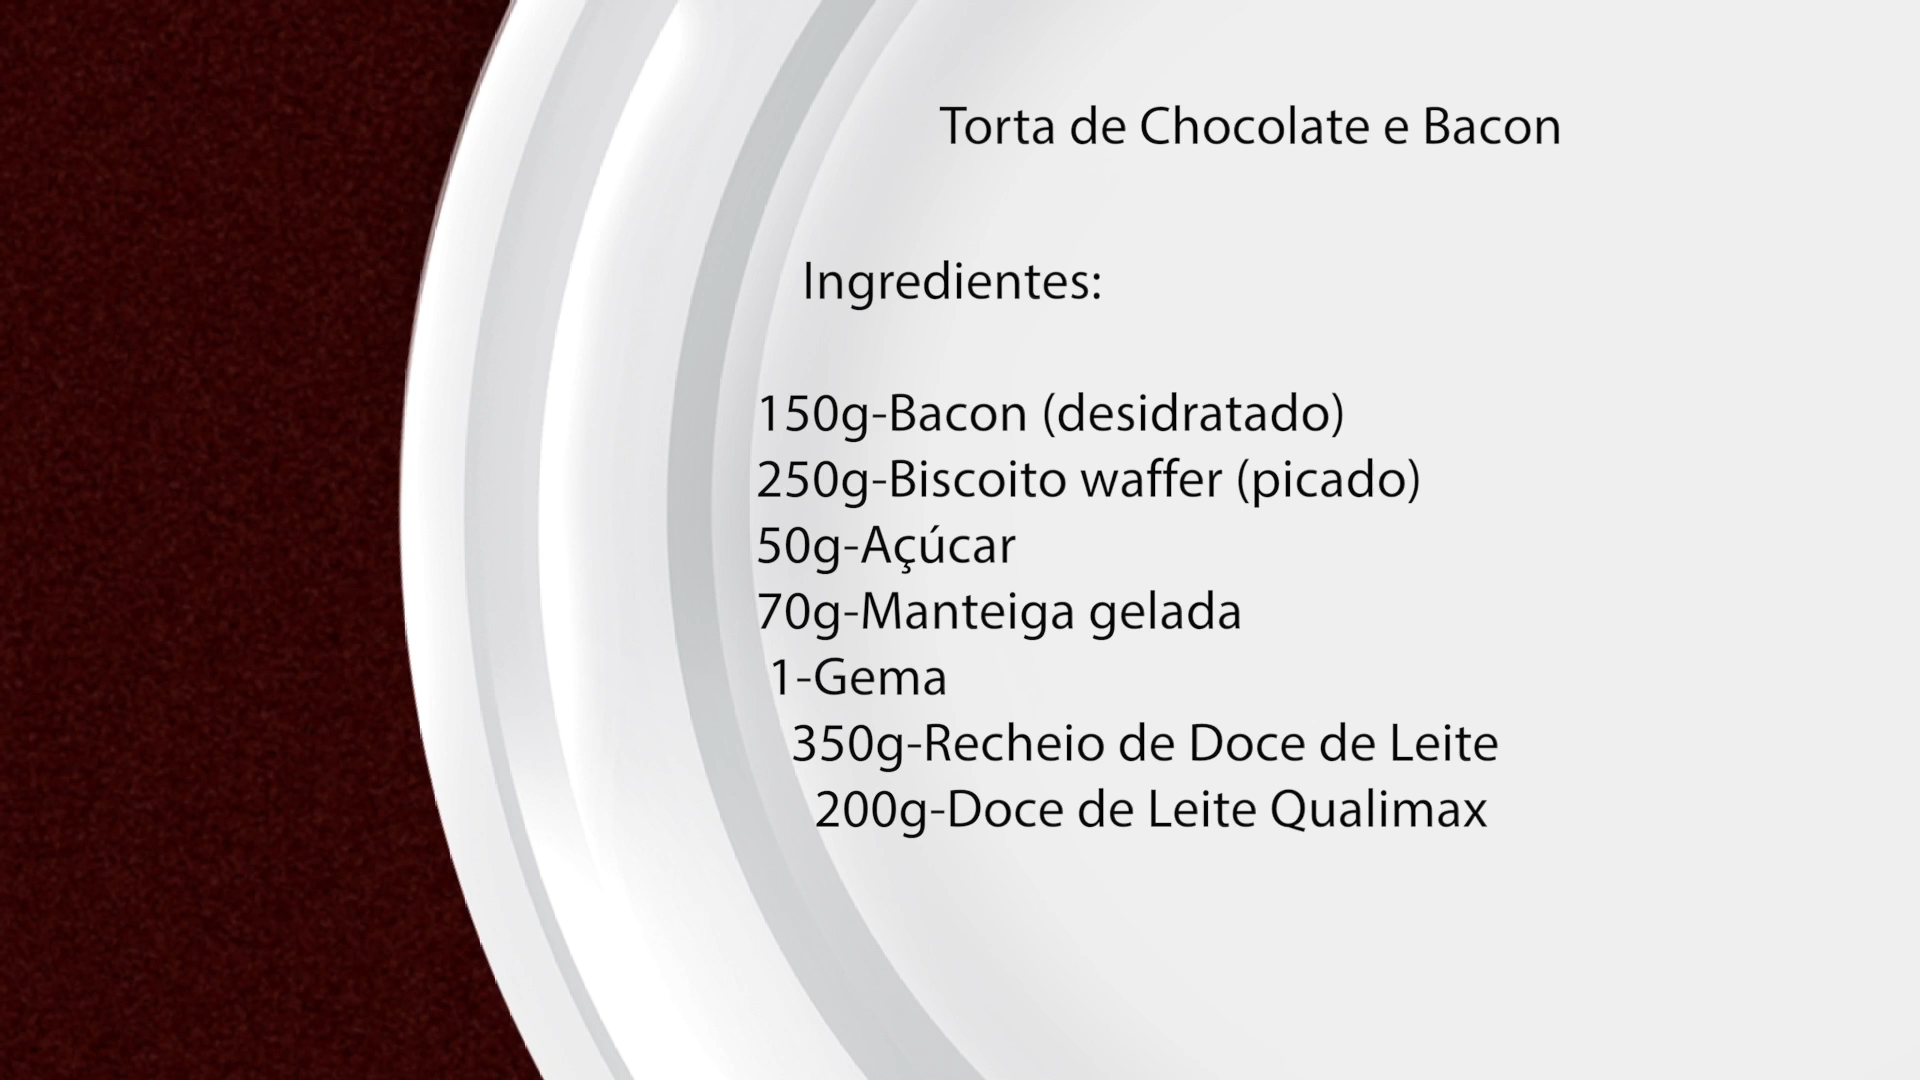 Torta de Chocolate e Bacon
Ingredientes:
150g-Bacon (desidratado)
250g-Biscoito waffer (picado)
50g-Açúcar
70g-Manteiga gelada
1-Gema
350g-Recheio de Doce de Leite
200g-Doce de Leite Qualimax